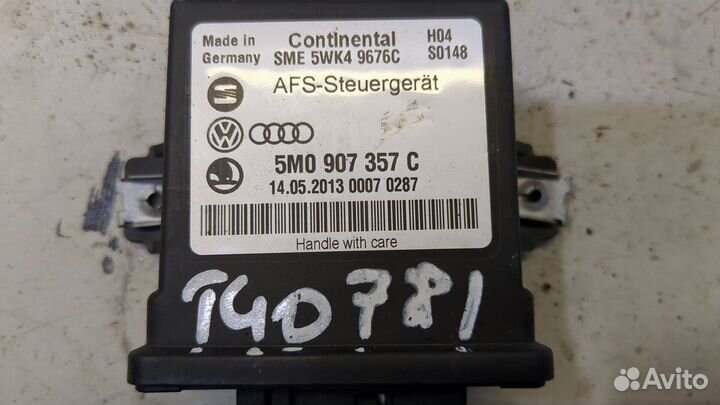 Made in Germany
Continental
SME 5WK4 9676C
H04
S0148
AFS-Steuergerät
5M0 907 357 C
14.05.2013 0007 0287
Handle with care
T40781
Avito